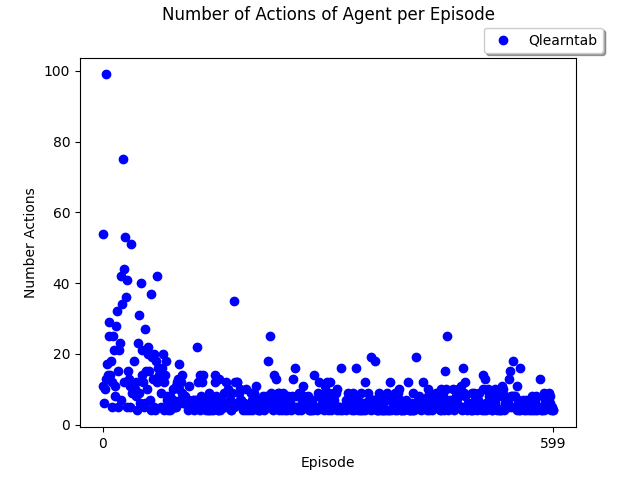 Number of Actions of Agent per Episode
Qlearntab
100
80
60
40
20
0
Number Actions
0
599
Episode